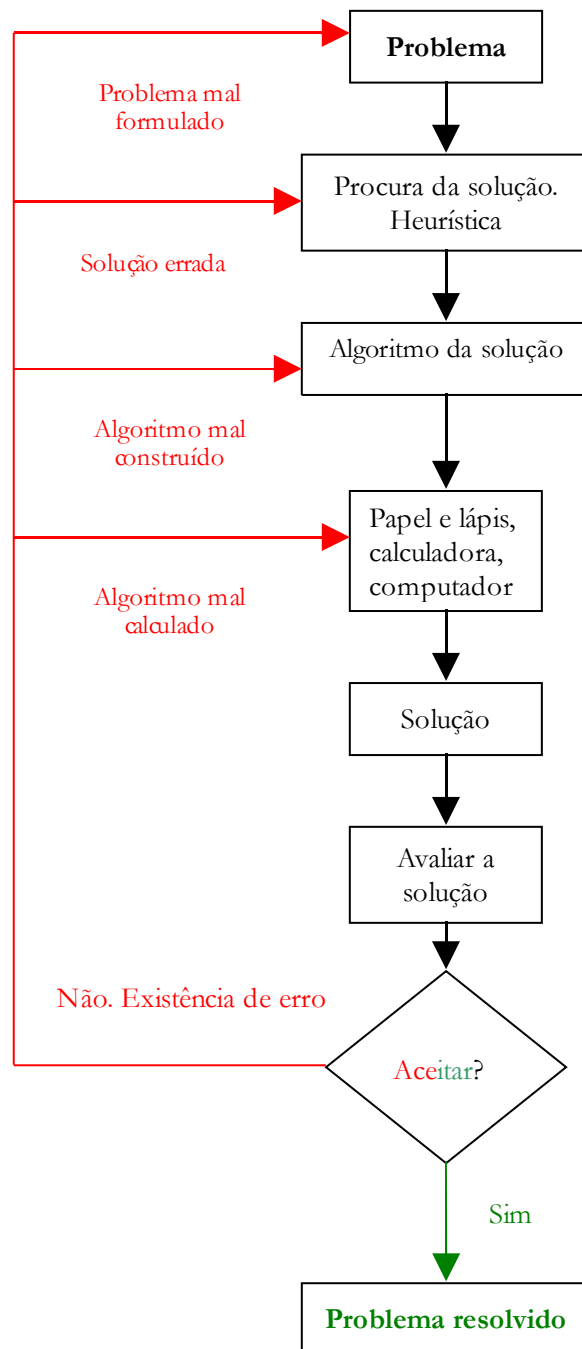 Problema
Problema mal
formulado
Procura da solução.
Heurística
Solução errada
Algoritmo da solução
Algoritmo mal
construído
Papel e lápis,
calculadora,
computador
Algoritmo mal
calculado
Solução
Avaliar a
solução
Não. Existência de erro
Aceitar?
Sim
Problema resolvido